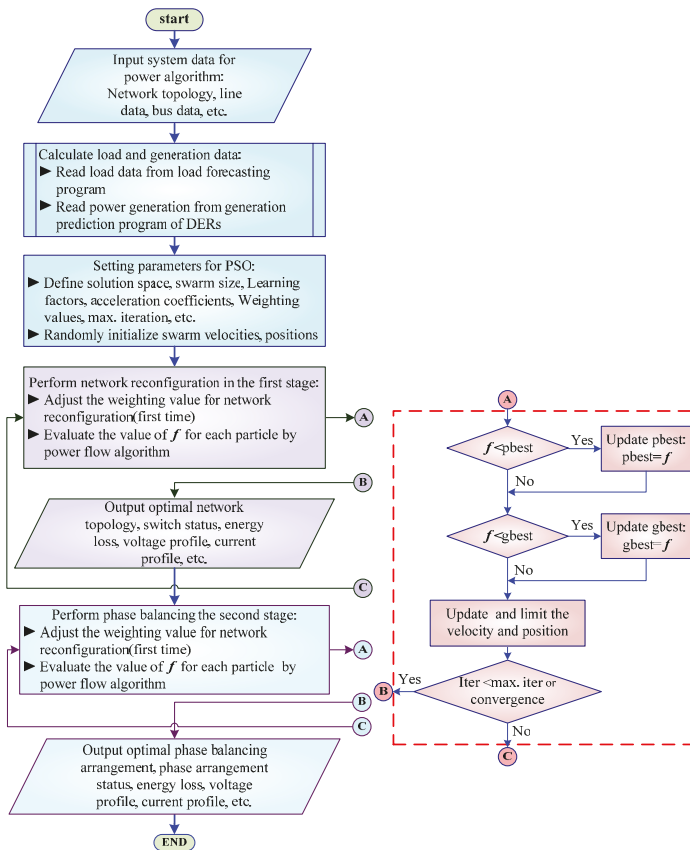 start
Input system data for
power algorithm:
Network topology, line
data, bus data, etc.
Calculate load and generation data:
► Read load data from load forecasting
program
► Read power generation from generation
prediction program of DERs
Setting parameters for PSO:
► Define solution space, swarm size, Learning
factors, acceleration coefficients, Weighting
values, max. iteration, etc.
► Randomly initialize swarm velocities, positions
Perform network reconfiguration in the first stage:
► Adjust the weighting value for network
reconfiguration(first time)
► Evaluate the value of f for each particle by
power flow algorithm
A
B
Output optimal network
topology, switch status, energy
loss, voltage profile, current
profile, etc.
C
Perform phase balancing the second stage:
► Adjust the weighting value for network
reconfiguration(first time)
► Evaluate the value of f for each particle by
power flow algorithm
A
B
C
Output optimal phase balancing
arrangement, phase arrangement
status, energy loss, voltage
profile, current profile, etc.
END
A
f<pbest
Yes
Update pbest:
pbest=f
No
f<gbest
Yes
Update gbest:
gbest=f
No
Update and limit the
velocity and position
Iter <max. iter or
convergence
Yes
B
No
C